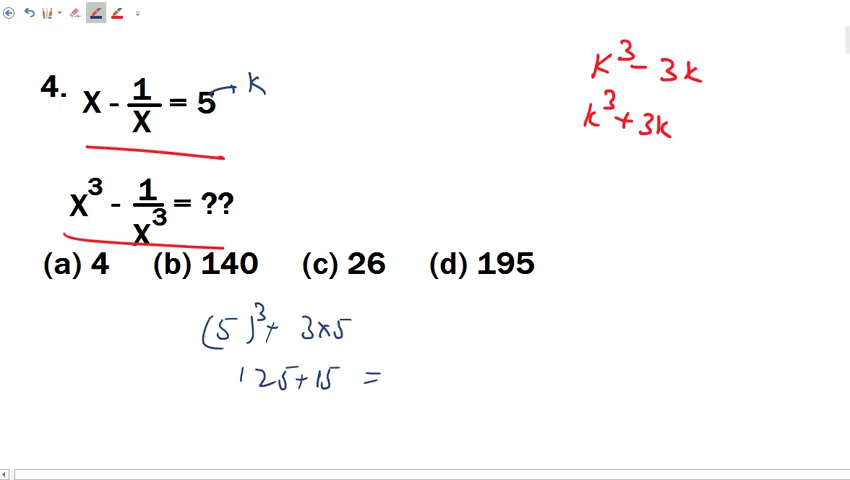 4. X - 1/X = 5 → K
K³ - 3k
k³ + 3k
X³ - 1/X³ = ??
(a) 4 (b) 140 (c) 26 (d) 195
(5)³ + 3×5
125+15 =